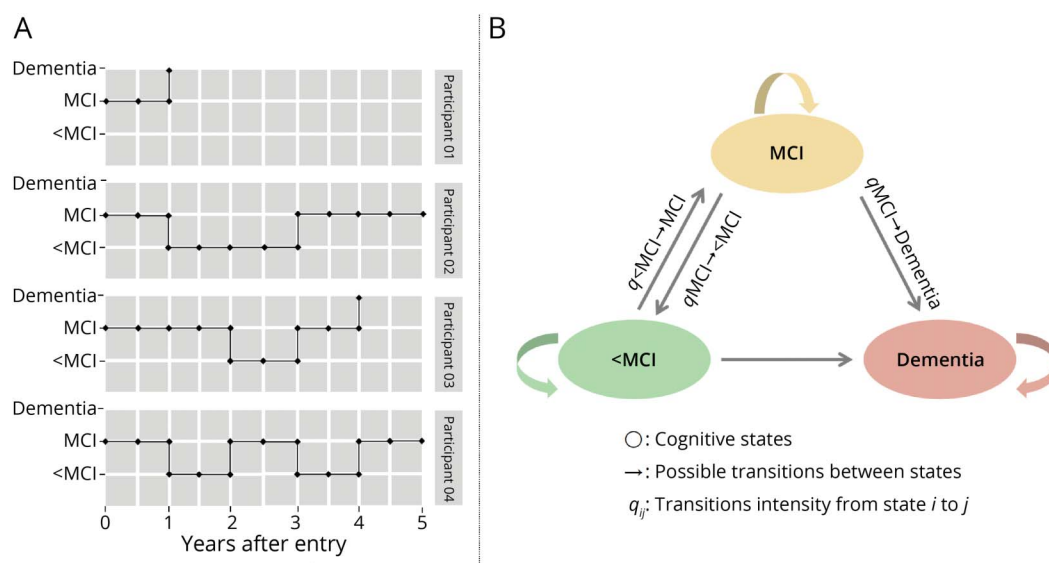 A
Dementia
MCI
<MCI
Participant 01
Dementia
MCI
<MCI
Participant 02
Dementia
MCI
<MCI
Participant 03
Dementia
MCI
<MCI
Participant 04
0 1 2 3 4 5
Years after entry
B
MCI
q<MCI→MCI
qMCI→<MCI
qMCI→Dementia
<MCI
Dementia
○: Cognitive states
→: Possible transitions between states
qij: Transitions intensity from state i to j